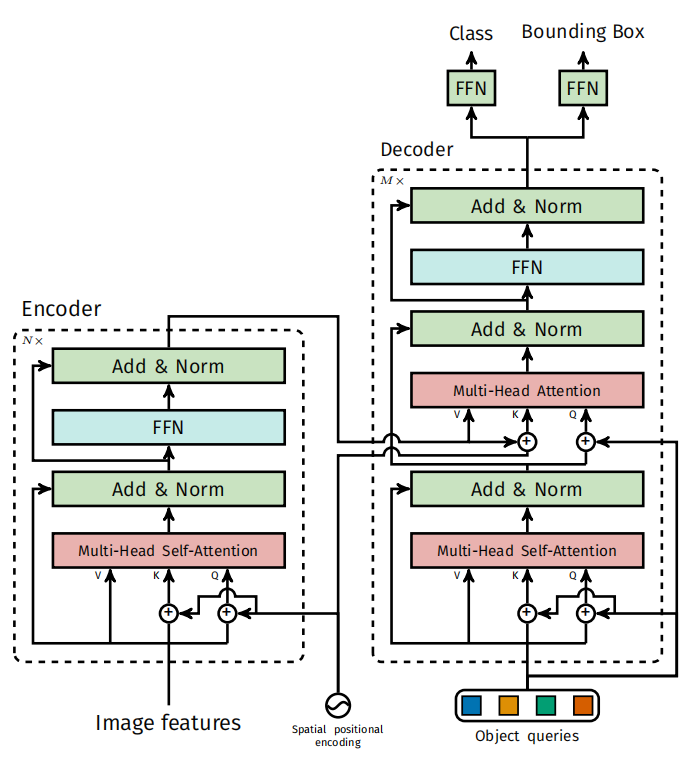 Class
Bounding Box
FFN
FFN
Decoder
M×
Add & Norm
FFN
Add & Norm
Multi-Head Attention
V K Q
+ +
Add & Norm
Multi-Head Self-Attention
V K Q
+ +
Object queries
Encoder
N×
Add & Norm
FFN
Add & Norm
Multi-Head Self-Attention
V K Q
+ +
Image features
Spatial positional
encoding